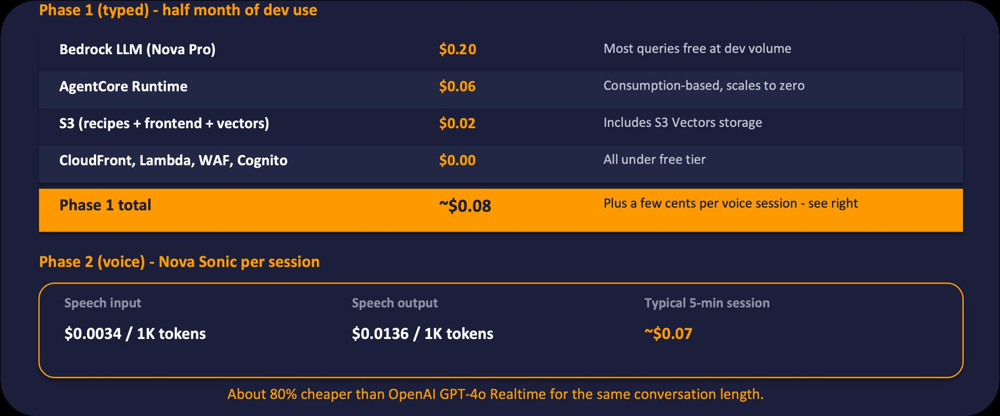 Phase 1 (typed) - half month of dev use
Bedrock LLM (Nova Pro) $0.20 Most queries free at dev volume
AgentCore Runtime $0.06 Consumption-based, scales to zero
S3 (recipes + frontend + vectors) $0.02 Includes S3 Vectors storage
CloudFront, Lambda, WAF, Cognito $0.00 All under free tier
Phase 1 total ~$0.08 Plus a few cents per voice session - see right
Phase 2 (voice) - Nova Sonic per session
Speech input Speech output Typical 5-min session
$0.0034 / 1K tokens $0.0136 / 1K tokens ~$0.07
About 80% cheaper than OpenAI GPT-4o Realtime for the same conversation length.